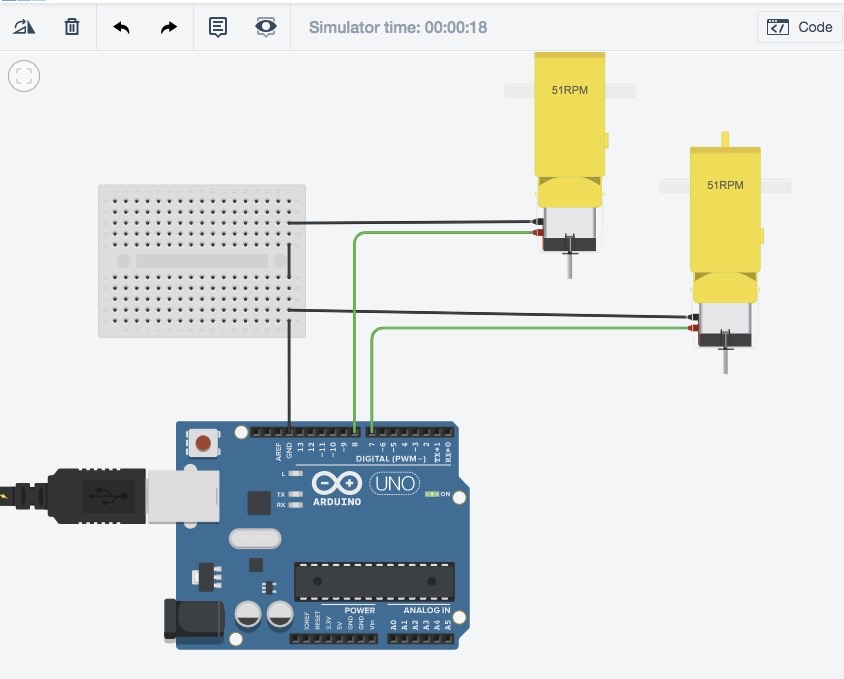 Simulator time: 00:00:18
Code
51RPM
51RPM
AREF
GND
13
12
~11
~10
~9
8
7
~6
~5
4
~3
2
TX→1
RX←0
DIGITAL (PWM~)
L
TX
RX
UNO
ON
ARDUINO
POWER
ANALOG IN
IOREF
RESET
3.3V
5V
GND
GND
Vin
A0
A1
A2
A3
A4
A5